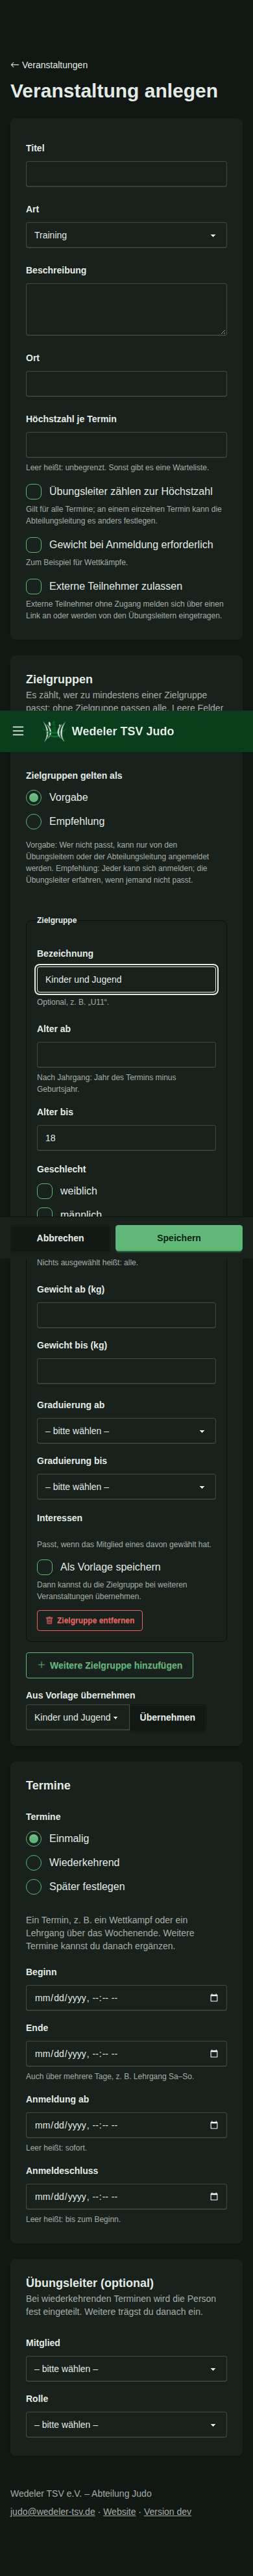 ← Veranstaltungen
Veranstaltung anlegen
Titel
Art
Training
Beschreibung
Ort
Höchstzahl je Termin
Leer heißt: unbegrenzt. Sonst gibt es eine Warteliste.
Übungsleiter zählen zur Höchstzahl
Gilt für alle Termine; an einem einzelnen Termin kann die
Abteilungsleitung es anders festlegen.
Gewicht bei Anmeldung erforderlich
Zum Beispiel für Wettkämpfe.
Externe Teilnehmer zulassen
Externe Teilnehmer ohne Zugang melden sich über einen
Link an oder werden von den Übungsleitern eingetragen.
Zielgruppen
Es zählt, wer zu mindestens einer Zielgruppe
passt; ohne Zielgruppe passen alle. Leere Felder
Wedeler TSV Judo
Zielgruppen gelten als
Vorgabe
Empfehlung
Vorgabe: Wer nicht passt, kann nur von den
Übungsleitern oder der Abteilungsleitung angemeldet
werden. Empfehlung: Jeder kann sich anmelden; die
Übungsleiter erfahren, wenn jemand nicht passt.
Zielgruppe
Bezeichnung
Kinder und Jugend
Optional, z. B. „U11“.
Alter ab
Nach Jahrgang: Jahr des Termins minus
Geburtsjahr.
Alter bis
18
Geschlecht
weiblich
männlich
Abbrechen
Speichern
Nichts ausgewählt heißt: alle.
Gewicht ab (kg)
Gewicht bis (kg)
Graduierung ab
– bitte wählen –
Graduierung bis
– bitte wählen –
Interessen
Passt, wenn das Mitglied eines davon gewählt hat.
Als Vorlage speichern
Dann kannst du die Zielgruppe bei weiteren
Veranstaltungen übernehmen.
Zielgruppe entfernen
+ Weitere Zielgruppe hinzufügen
Aus Vorlage übernehmen
Kinder und Jugend
Übernehmen
Termine
Termine
Einmalig
Wiederkehrend
Später festlegen
Ein Termin, z. B. ein Wettkampf oder ein
Lehrgang über das Wochenende. Weitere
Termine kannst du danach ergänzen.
Beginn
mm/dd/yyyy, --:-- --
Ende
mm/dd/yyyy, --:-- --
Auch über mehrere Tage, z. B. Lehrgang Sa–So.
Anmeldung ab
mm/dd/yyyy, --:-- --
Leer heißt: sofort.
Anmeldeschluss
mm/dd/yyyy, --:-- --
Leer heißt: bis zum Beginn.
Übungsleiter (optional)
Bei wiederkehrenden Terminen wird die Person
fest eingeteilt. Weitere trägst du danach ein.
Mitglied
– bitte wählen –
Rolle
– bitte wählen –
Wedeler TSV e.V. – Abteilung Judo
judo@wedeler-tsv.de · Website · Version dev